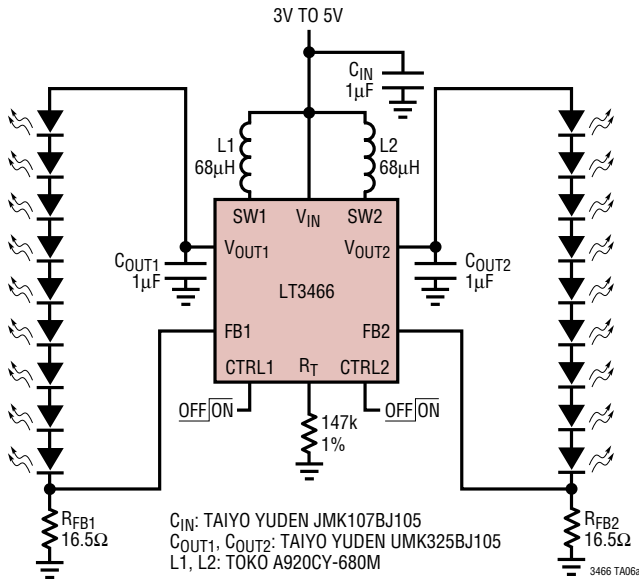 3V TO 5V
CIN
1µF
L1
68µH
L2
68µH
SW1 VIN SW2
VOUT1 VOUT2
COUT1
1µF
COUT2
1µF
LT3466
FB1 FB2
CTRL1 RT CTRL2
OFF ON
OFF ON
147k
1%
RFB1
16.5Ω
RFB2
16.5Ω
CIN: TAIYO YUDEN JMK107BJ105
COUT1, COUT2: TAIYO YUDEN UMK325BJ105
L1, L2: TOKO A920CY-680M
3466 TA06a